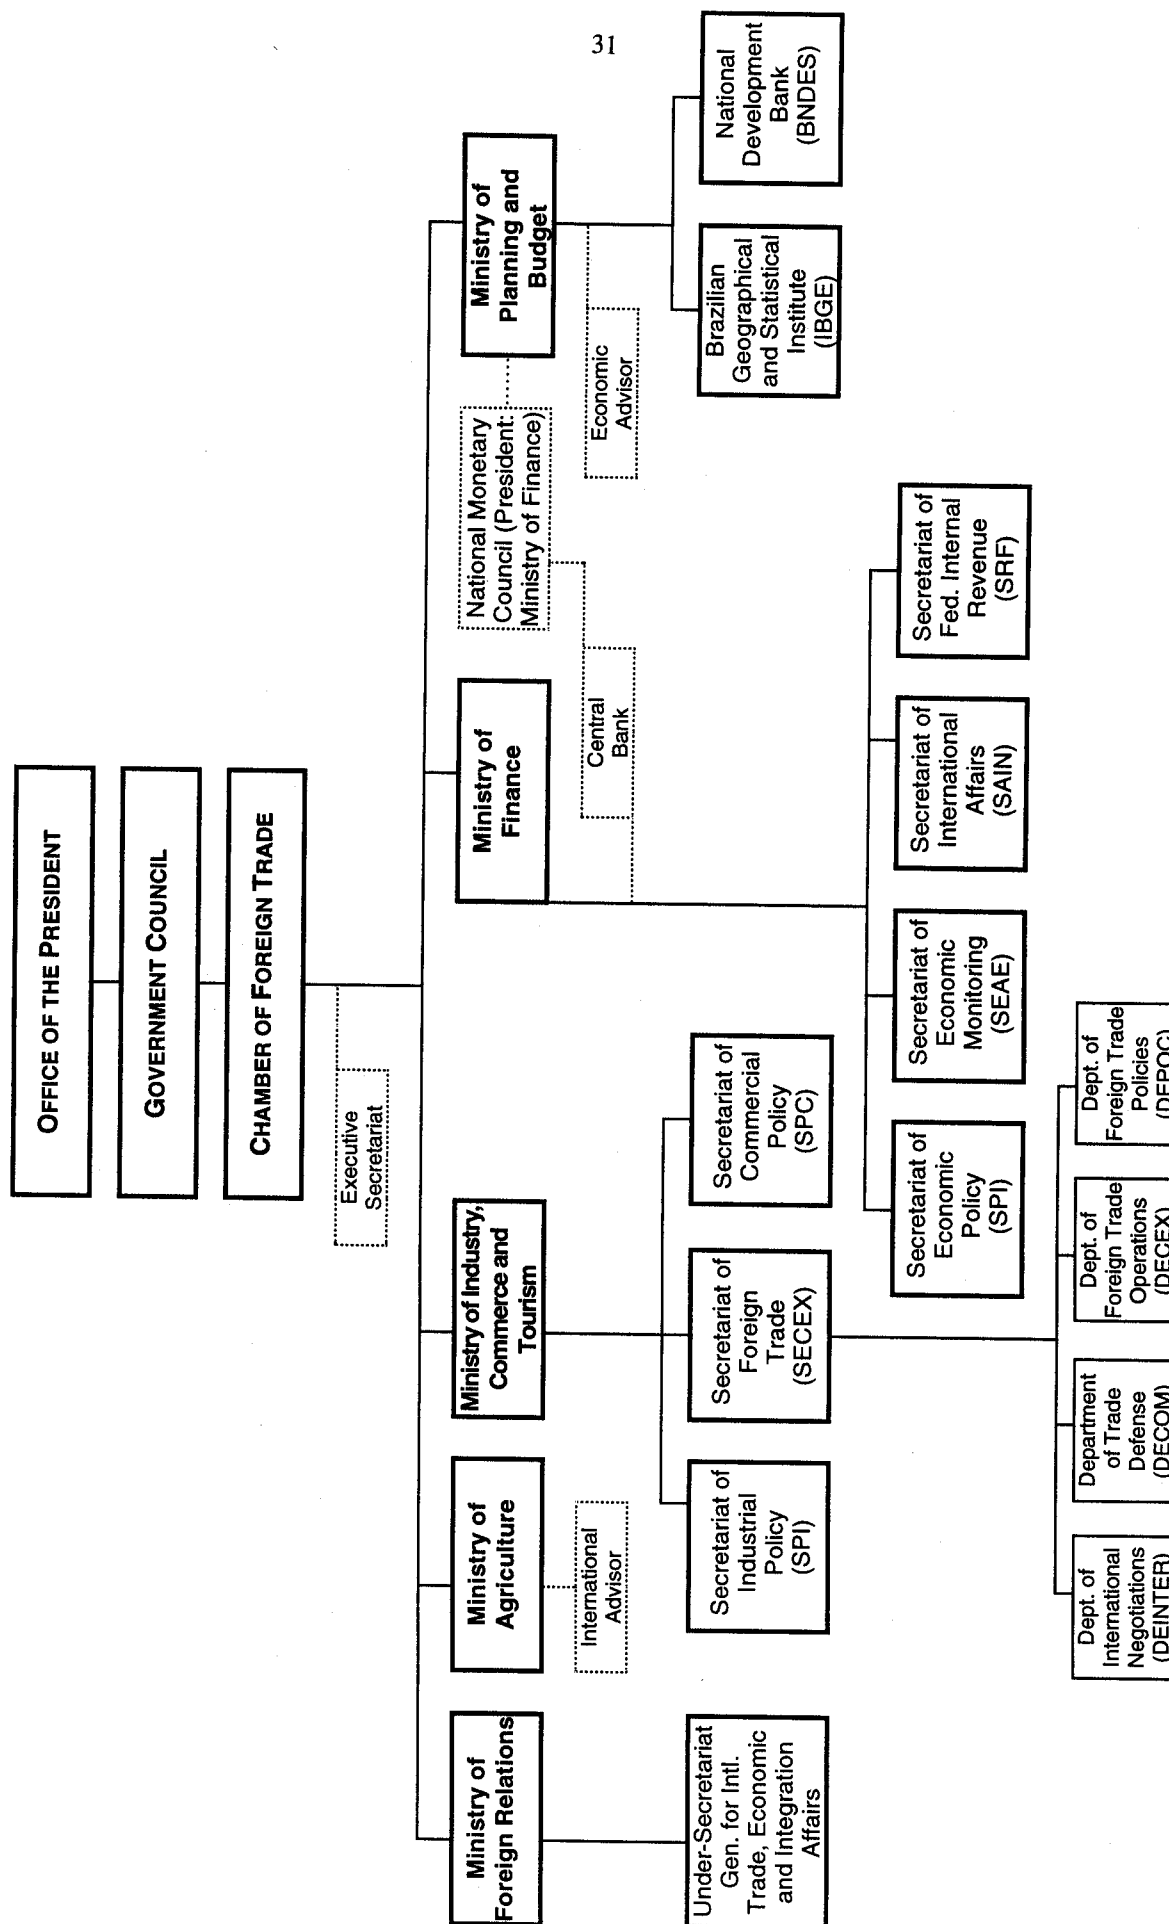 31
OFFICE OF THE PRESIDENT
GOVERNMENT COUNCIL
CHAMBER OF FOREIGN TRADE
Executive
Secretariat
Ministry of
Foreign Relations
Ministry of
Agriculture
Ministry of Industry,
Commerce and
Tourism
Ministry of
Finance
National Monetary
Council (President:
Ministry of Finance)
Ministry of
Planning and
Budget
International
Advisor
Central
Bank
Economic
Advisor
Under-Secretariat
Gen. for Intl.
Trade, Economic
and Integration
Affairs
Secretariat of
Industrial
Policy
(SPI)
Secretariat of
Foreign
Trade
(SECEX)
Secretariat of
Commercial
Policy
(SPC)
Brazilian
Geographical
and Statistical
Institute
(IBGE)
National
Development
Bank
(BNDES)
Secretariat of
Economic
Policy
(SPI)
Secretariat of
Economic
Monitoring
(SEAE)
Secretariat of
International
Affairs
(SAIN)
Secretariat of
Fed. Internal
Revenue
(SRF)
Dept. of
International
Negotiations
(DEINTER)
Department
of Trade
Defense
(DECOM)
Dept. of
Foreign Trade
Operations
(DECEX)
Dept. of
Foreign Trade
Policies
(DEPOC)